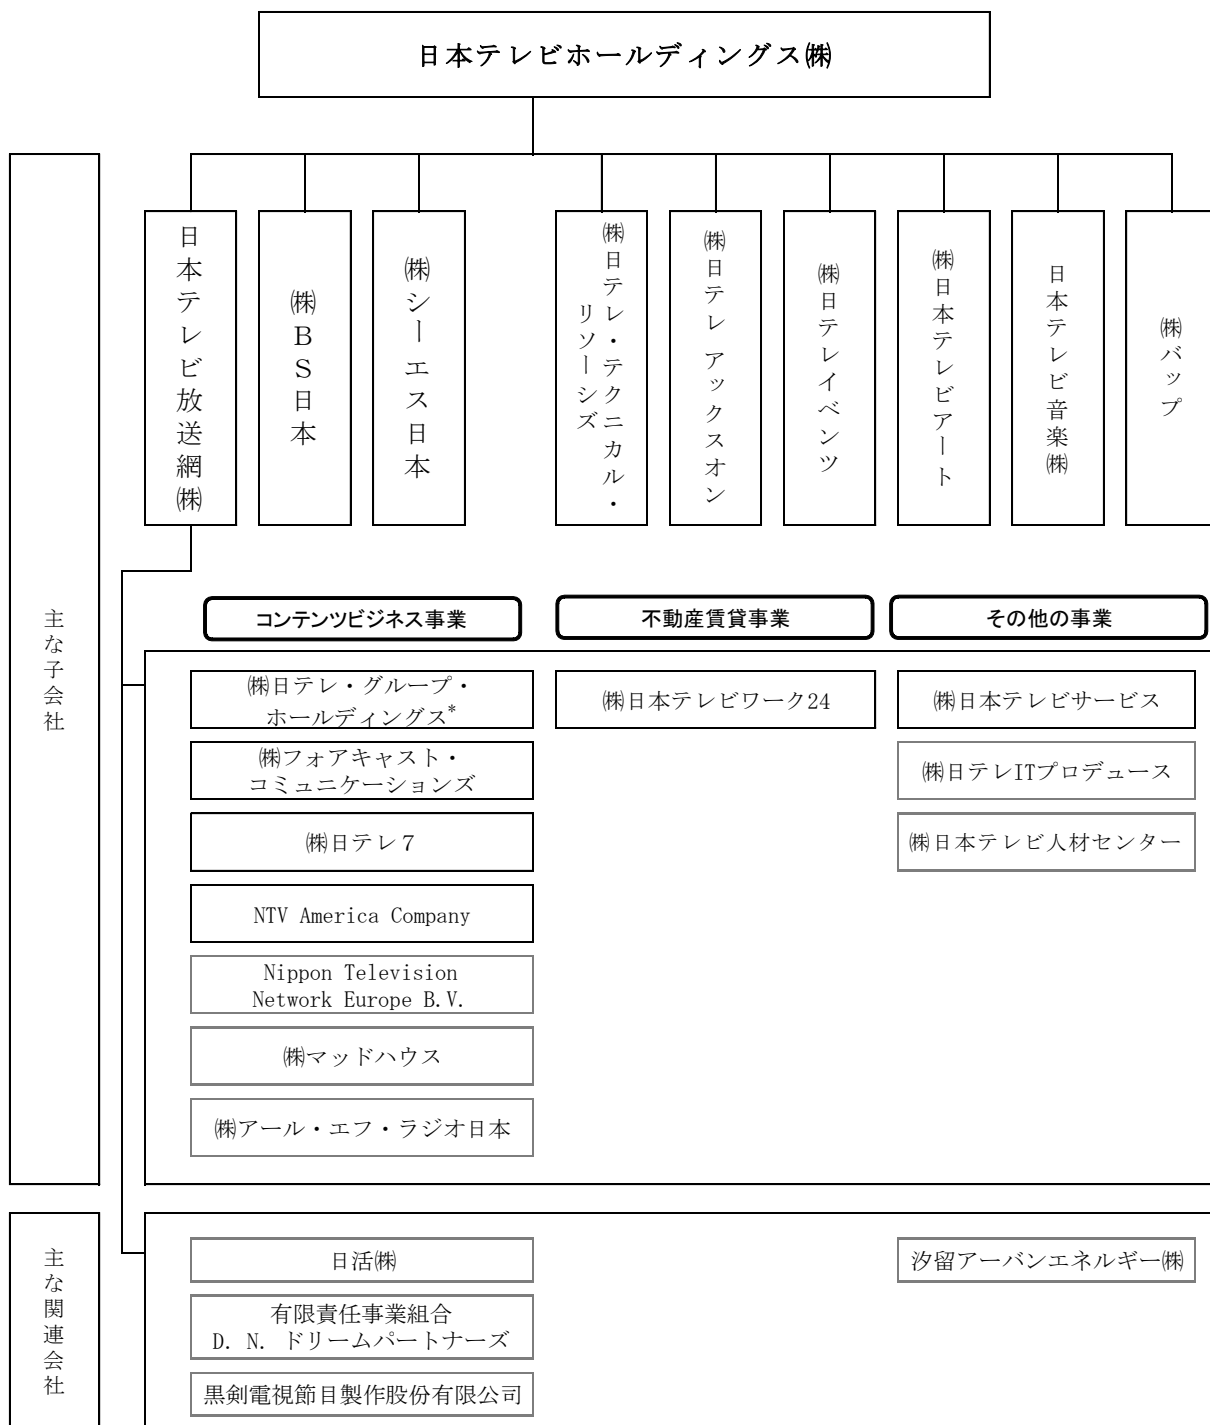 日本テレビホールディングス㈱
日本テレビ放送網㈱
㈱ＢＳ日本
㈱シーエス日本
㈱日テレ・テクニカル・
リソーシズ
㈱日テレ アックスオン
㈱日テレイベンツ
㈱日本テレビアート
日本テレビ音楽㈱
㈱バップ
主な子会社
コンテンツビジネス事業
不動産賃貸事業
その他の事業
㈱日テレ・グループ・
ホールディングス*
㈱日本テレビワーク24
㈱日本テレビサービス
㈱フォアキャスト・
コミュニケーションズ
㈱日テレITプロデュース
㈱日テレ７
㈱日本テレビ人材センター
NTV America Company
Nippon Television
Network Europe B.V.
㈱マッドハウス
㈱アール・エフ・ラジオ日本
主な関連会社
日活㈱
汐留アーバンエネルギー㈱
有限責任事業組合
D. N. ドリームパートナーズ
黒剣電視節目製作股份有限公司